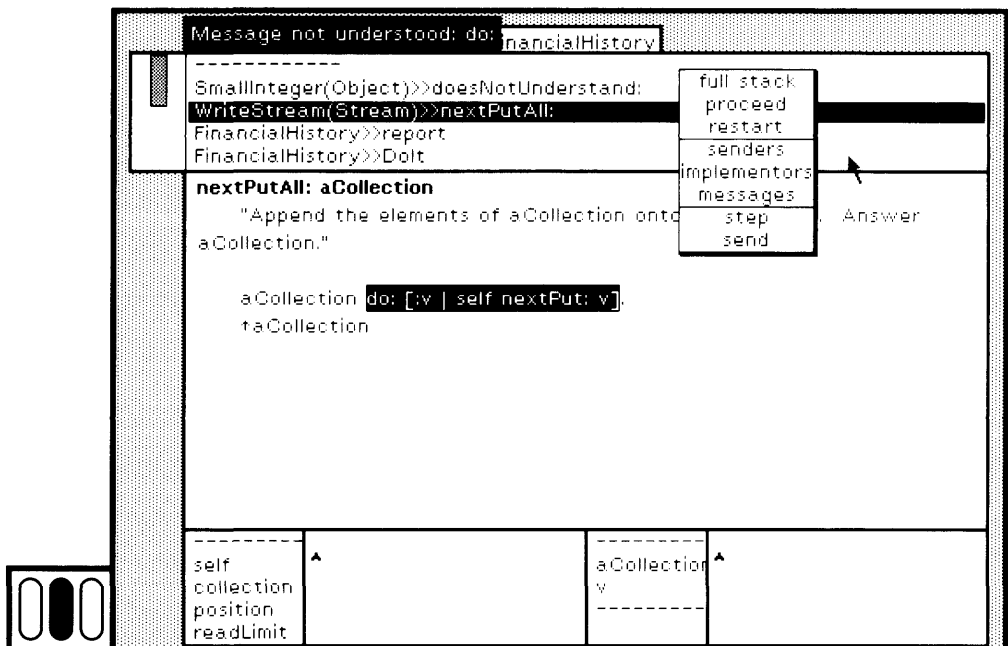 Message not understood: do:
nancialHistory
SmallInteger(Object)>>doesNotUnderstand:
WriteStream(Stream)>>nextPutAll:
FinancialHistory>>report
FinancialHistory>>DoIt
full stack
proceed
restart
senders
implementors
messages
step
send
nextPutAll: aCollection
"Append the elements of aCollection onto . Answer
aCollection."
aCollection do: [:v | self nextPut: v].
↑aCollection
self
collection
position
readLimit
aCollection
v